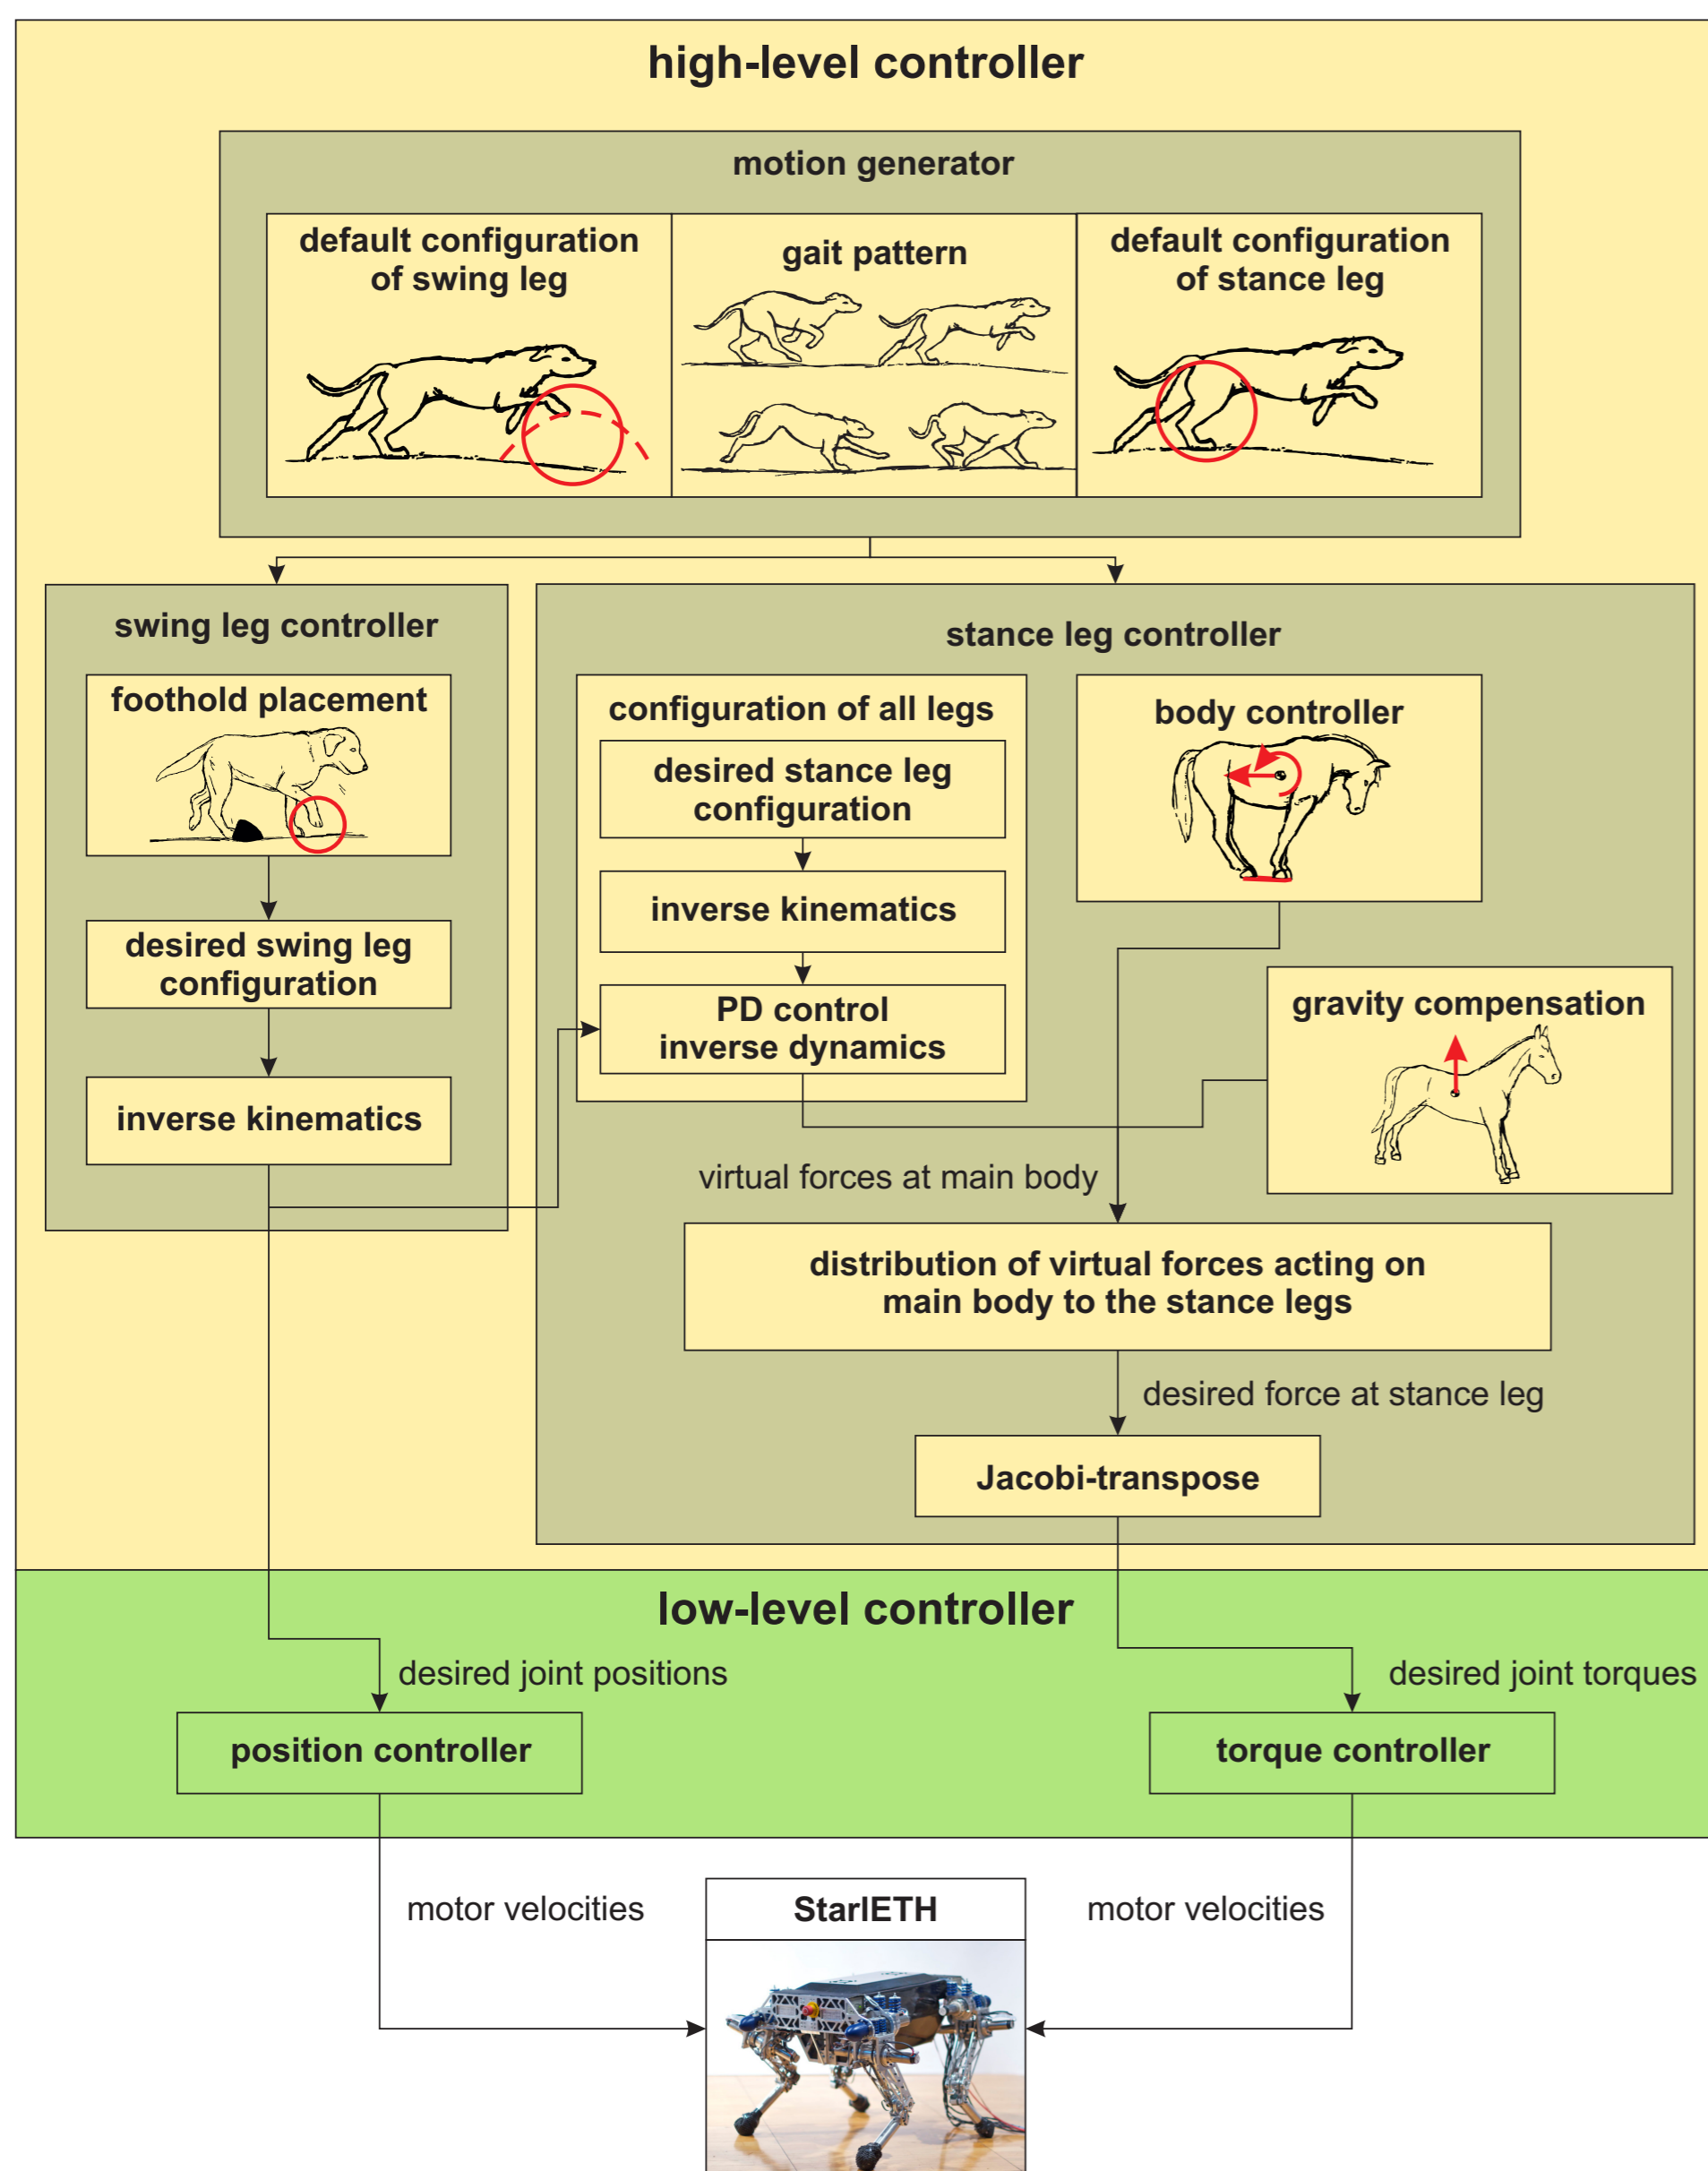 high-level controller
motion generator
default configuration
of swing leg
gait pattern
default configuration
of stance leg
swing leg controller
foothold placement
desired swing leg
configuration
inverse kinematics
stance leg controller
configuration of all legs
desired stance leg
configuration
inverse kinematics
PD control
inverse dynamics
body controller
gravity compensation
virtual forces at main body
distribution of virtual forces acting on
main body to the stance legs
desired force at stance leg
Jacobi-transpose
low-level controller
desired joint positions
desired joint torques
position controller
torque controller
motor velocities
StarlETH
motor velocities